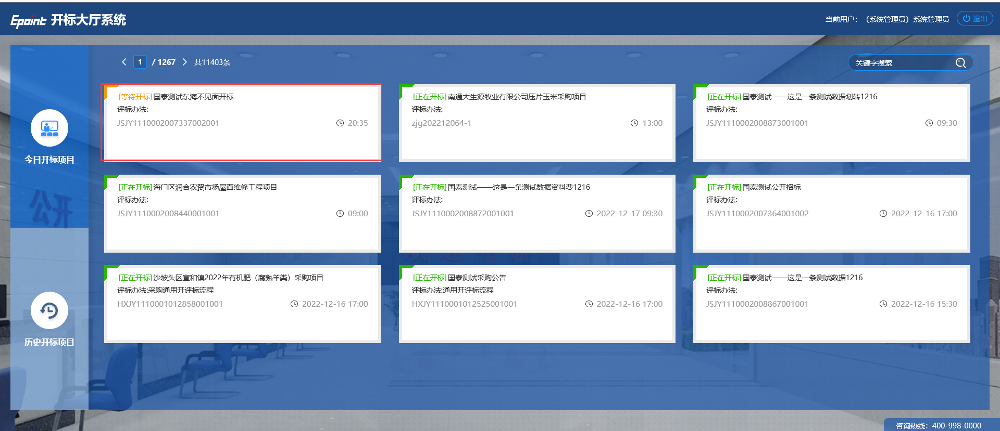 Epoint 开标大厅系统
当前用户：（系统管理员）系统管理员 退出
1 / 1267 共11403条
关键字搜索
今日开标项目
历史开标项目
公开
[等待开标]国泰测试东海不见面开标
评标办法:
JSJY1110002007337002001 20:35
[正在开标]南通大生源牧业有限公司压片玉米采购项目
评标办法:
zjg202212064-1 13:00
[正在开标]国泰测试——这是一条测试数据划转1216
评标办法:
JSJY1110002008873001001 09:30
[正在开标]海门区润合农贸市场屋面维修工程项目
评标办法:
JSJY1110002008440001001 09:00
[正在开标]国泰测试——这是一条测试数据资料费1216
评标办法:
JSJY1110002008872001001 2022-12-17 09:30
[正在开标]国泰测试公开招标
评标办法:
JSJY1110002007364001002 2022-12-16 17:00
[正在开标]沙坡头区宣和镇2022年有机肥（腐熟羊粪）采购项目
评标办法:采购通用开评标流程
HXJY1110001012858001001 2022-12-16 17:00
[正在开标]国泰测试采购公告
评标办法:通用开评标流程
HXJY1110001012525001001 2022-12-16 17:00
[正在开标]国泰测试——这是一条测试数据1216
评标办法:
JSJY1110002008867001001 2022-12-16 15:30
咨询热线：400-998-0000